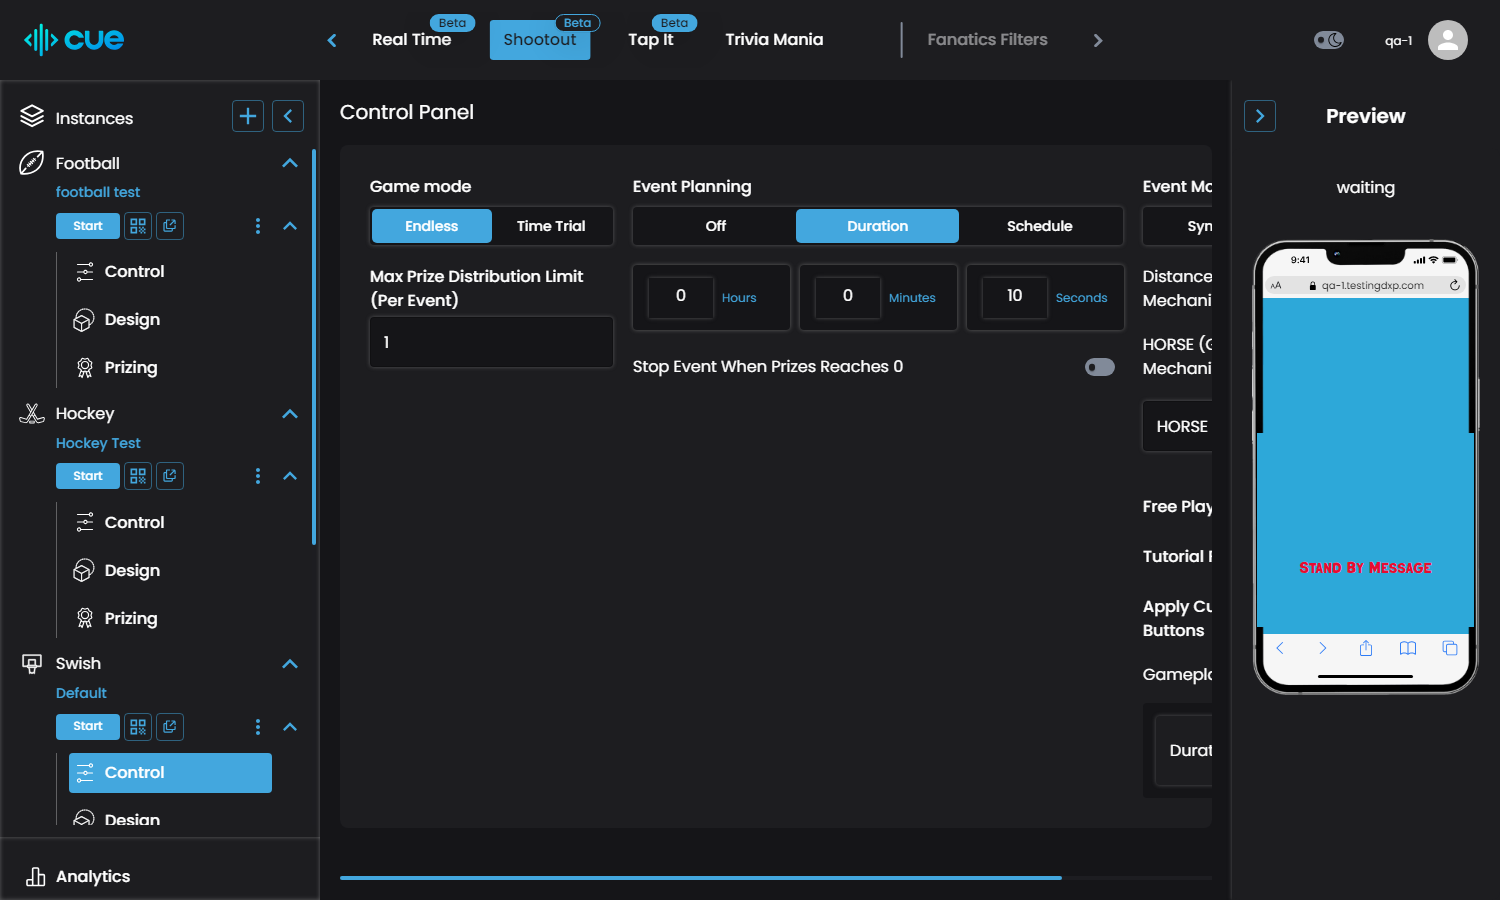 cue
Real Time
Beta
Shootout
Beta
Tap It
Beta
Trivia Mania
Fanatics Filters
qa-1
Instances
Football
football test
Start
Control
Design
Prizing
Hockey
Hockey Test
Start
Control
Design
Prizing
Swish
Default
Start
Control
Design
Analytics
Control Panel
Game mode
Endless
Time Trial
Max Prize Distribution Limit
(Per Event)
1
Event Planning
Off
Duration
Schedule
0 Hours
0 Minutes
10 Seconds
Stop Event When Prizes Reaches 0
Event Mo
Syn
Distance
Mechani
HORSE (G
Mechani
HORSE
Free Play
Tutorial
Apply Cu
Buttons
Gamepl
Durat
Preview
waiting
9:41
AA
qa-1.testingdxp.com
Stand By Message